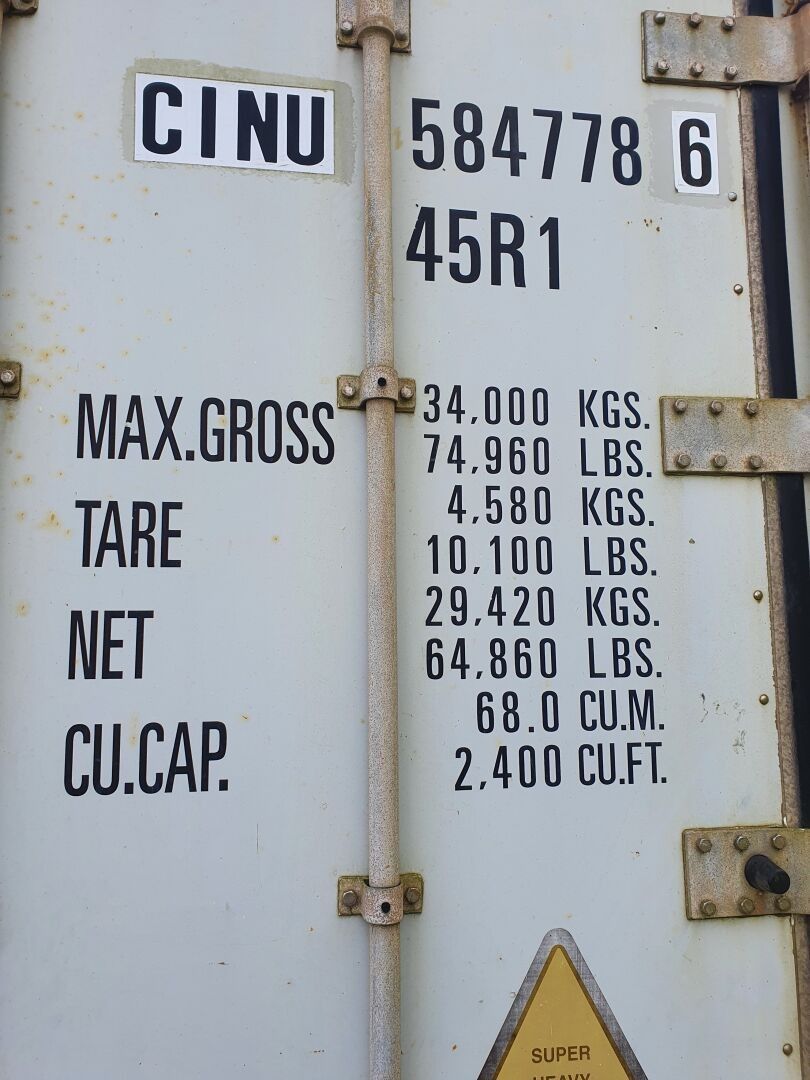 CINU 584778 6
45R1
MAX.GROSS 34,000 KGS.
74,960 LBS.
TARE 4,580 KGS.
10,100 LBS.
NET 29,420 KGS.
64,860 LBS.
CU.CAP. 68.0 CU.M.
2,400 CU.FT.
SUPER
HEAVY